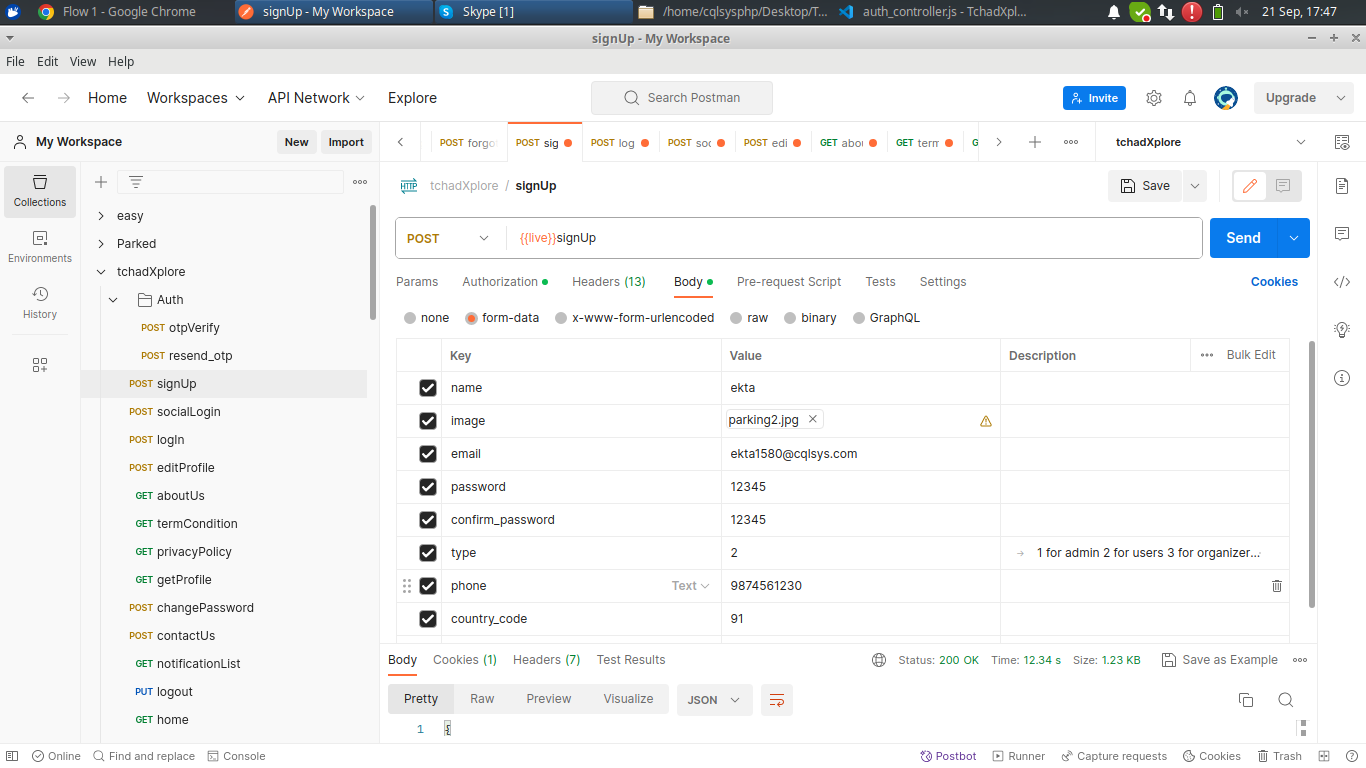 Flow 1 - Google Chrome
signUp - My Workspace
Skype [1]
/home/cqlsysphp/Desktop/T...
auth_controller.js - TchadXpl...
21 Sep, 17:47
signUp - My Workspace
File Edit View Help
Home Workspaces API Network Explore
Search Postman
Invite
Upgrade
My Workspace
New Import
POST forgo
POST sig
POST log
POST soc
POST edi
GET abou
GET term
G
tchadXplore
Collections
Environments
History
easy
Parked
tchadXplore
Auth
POST otpVerify
POST resend_otp
POST signUp
POST socialLogin
POST logIn
POST editProfile
GET aboutUs
GET termCondition
GET privacyPolicy
GET getProfile
POST changePassword
POST contactUs
GET notificationList
PUT logout
GET home
HTTP tchadXplore / signUp
Save
POST {{live}}signUp
Send
Params Authorization Headers (13) Body Pre-request Script Tests Settings Cookies
none form-data x-www-form-urlencoded raw binary GraphQL
Key Value Description Bulk Edit
name ekta
image parking2.jpg
email ekta1580@cqlsys.com
password 12345
confirm_password 12345
type 2 1 for admin 2 for users 3 for organizer...
phone Text 9874561230
country_code 91
Body Cookies (1) Headers (7) Test Results
Status: 200 OK Time: 12.34 s Size: 1.23 KB Save as Example
Pretty Raw Preview Visualize JSON
1 {
Online Find and replace Console
Postbot Runner Capture requests Cookies Trash